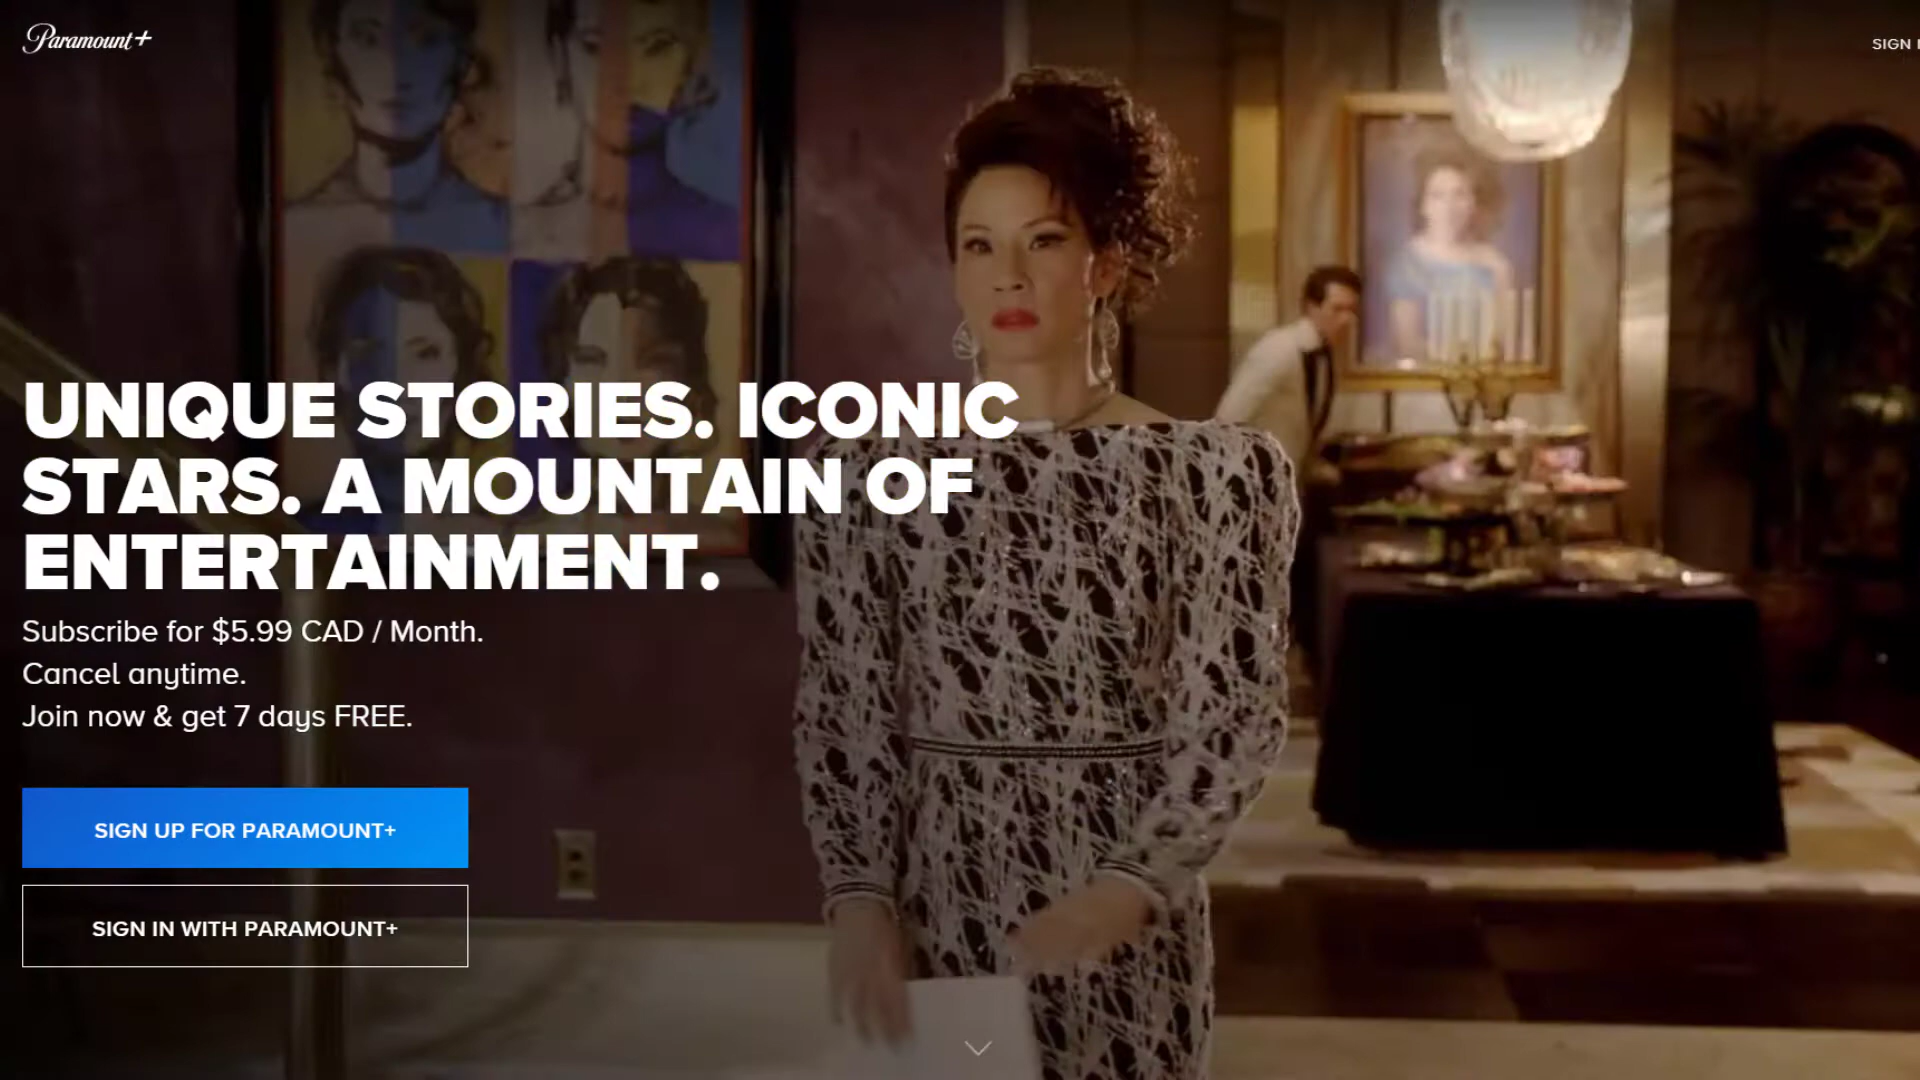 Paramount+
SIGN I
UNIQUE STORIES. ICONIC
STARS. A MOUNTAIN OF
ENTERTAINMENT.
Subscribe for $5.99 CAD / Month.
Cancel anytime.
Join now & get 7 days FREE.
SIGN UP FOR PARAMOUNT+
SIGN IN WITH PARAMOUNT+